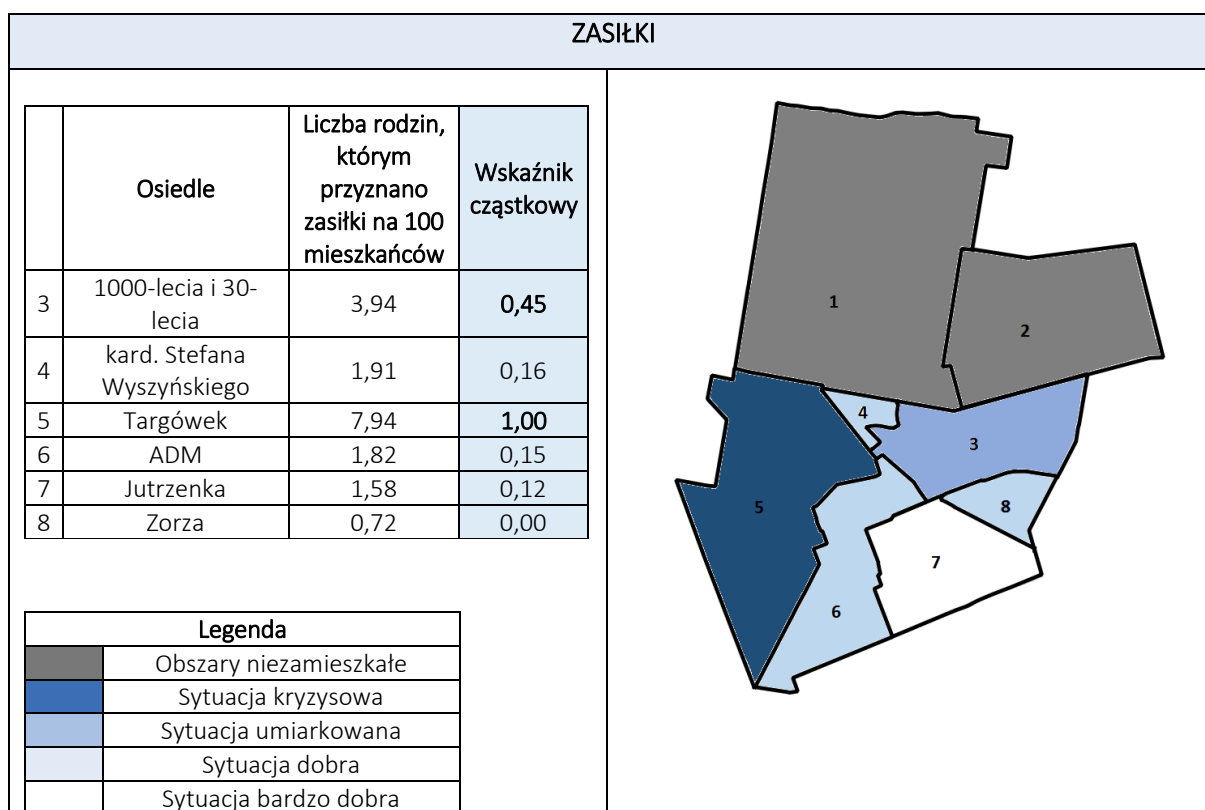 ZASIŁKI
Osiedle
Liczba rodzin,
którym
przyznano
zasiłki na 100
mieszkańców
Wskaźnik
cząstkowy
3 1000-lecia i 30-
lecia 3,94 0,45
4 kard. Stefana
Wyszyńskiego 1,91 0,16
5 Targówek 7,94 1,00
6 ADM 1,82 0,15
7 Jutrzenka 1,58 0,12
8 Zorza 0,72 0,00
Legenda
Obszary niezamieszkałe
Sytuacja kryzysowa
Sytuacja umiarkowana
Sytuacja dobra
Sytuacja bardzo dobra
1
2
4
3
5
8
7
6